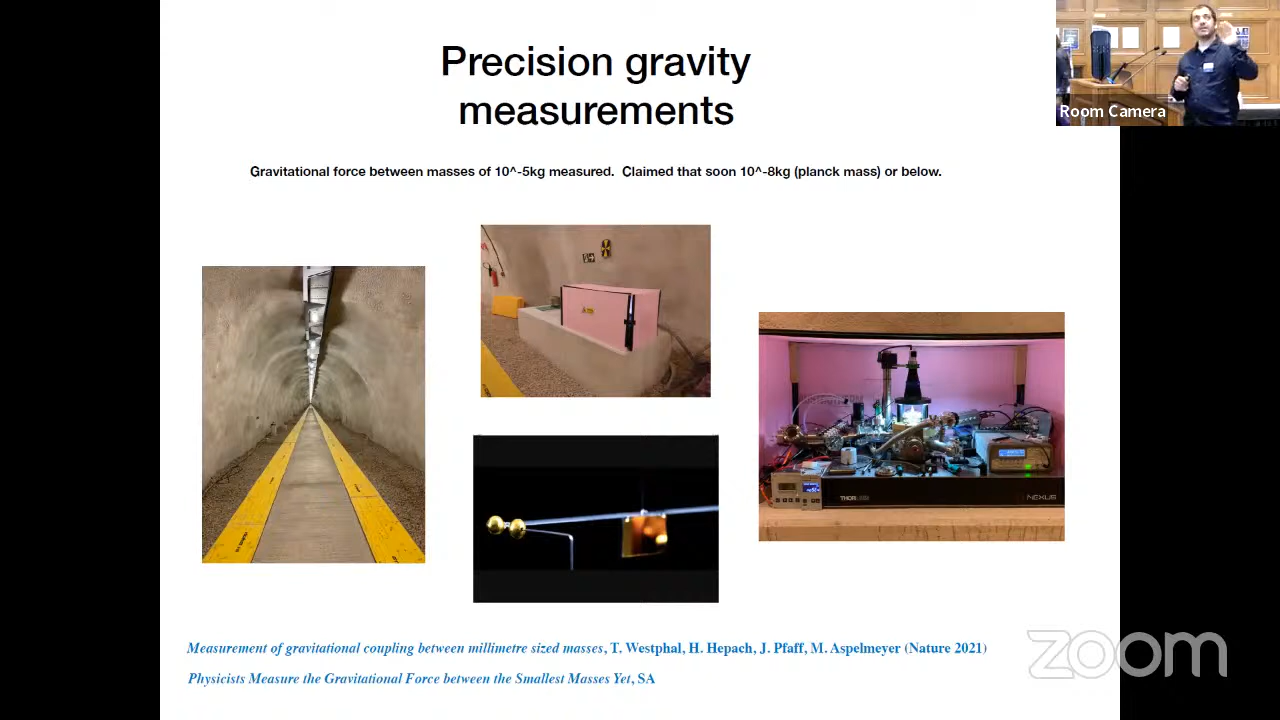 Precision gravity
measurements
Room Camera
Gravitational force between masses of 10^-5kg measured.  Claimed that soon 10^-8kg (planck mass) or below.
THORLABS
NEXUS
Measurement of gravitational coupling between millimetre sized masses, T. Westphal, H. Hepach, J. Pfaff, M. Aspelmeyer (Nature 2021)
Physicists Measure the Gravitational Force between the Smallest Masses Yet, SA
zoom